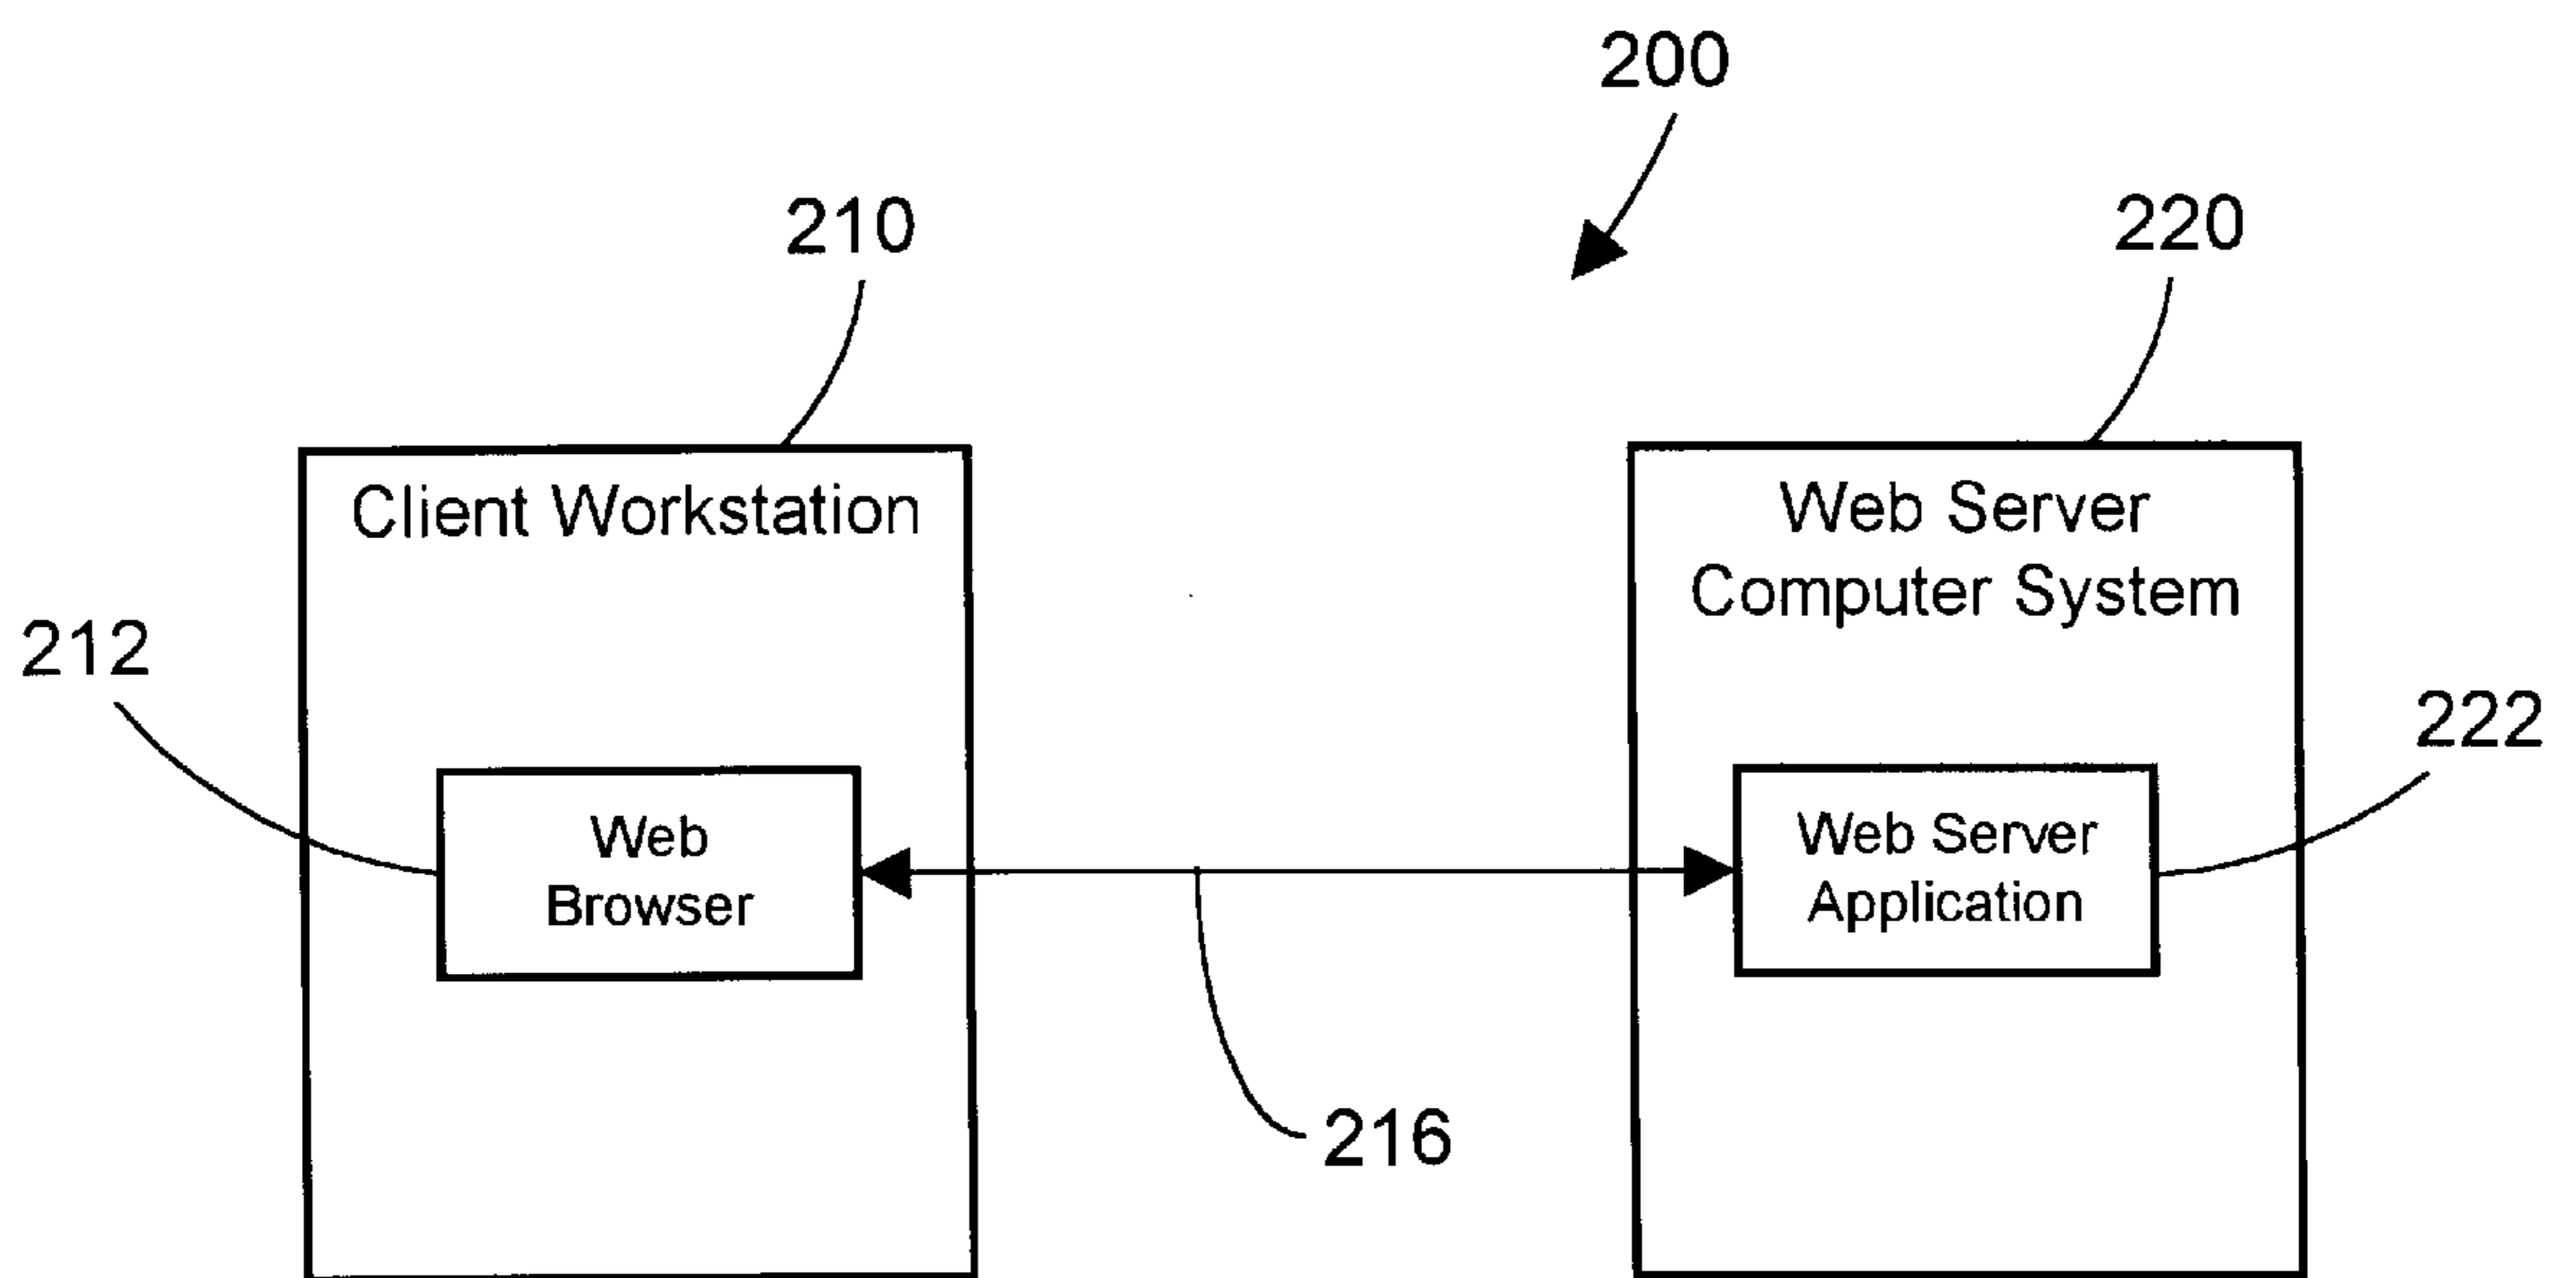 200
210
220
Client Workstation
Web Server
Computer System
212
222
Web
Browser
Web Server
Application
216